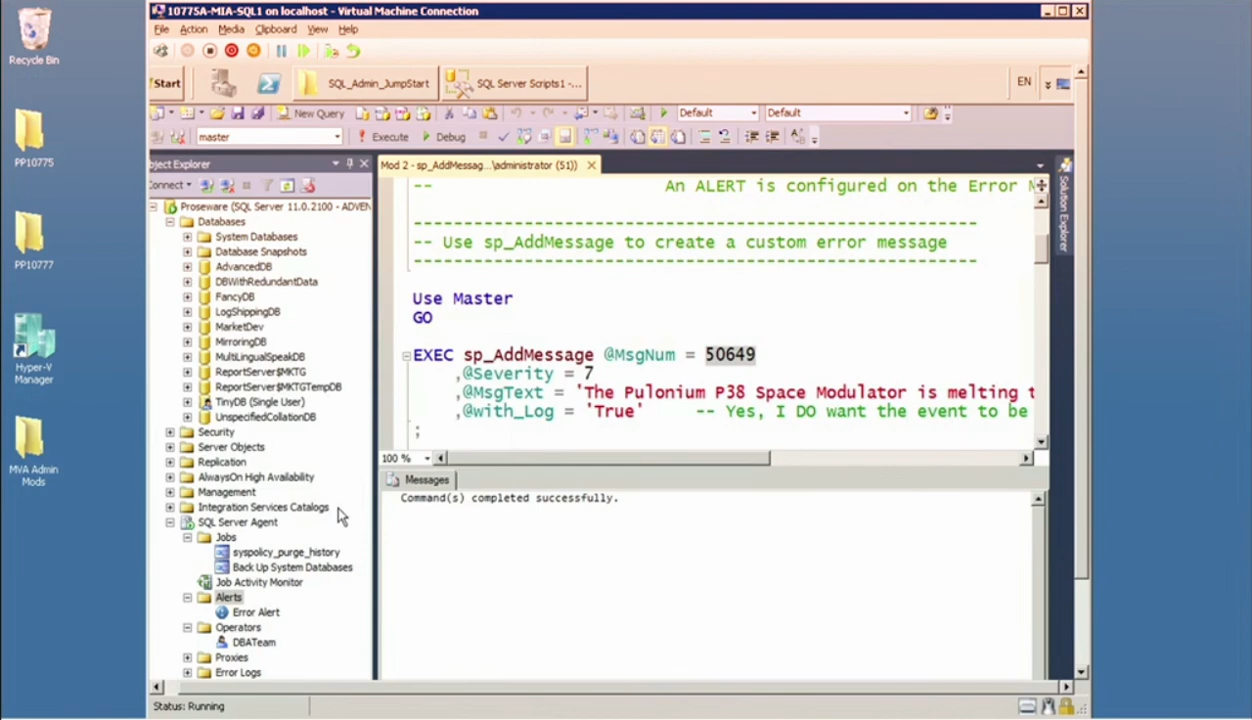 10775A-MIA-SQL1 on localhost - Virtual Machine Connection
File Action Media Clipboard View Help
Start
SQL_Admin_JumpStart
SQL Server Scripts1 -...
EN
New Query
Default
Default
master
Execute
Debug
bject Explorer
Mod 2 - sp_AddMessag...\administrator (51))
Connect
Proseware (SQL Server 11.0.2100 - ADVEN
Databases
System Databases
Database Snapshots
AdvancedDB
DBWithRedundantData
FancyDB
LogShippingDB
MarketDev
MirroringDB
MultiLingualSpeakDB
ReportServer$MKTG
ReportServer$MKTGTempDB
TinyDB (Single User)
UnspecifiedCollationDB
Security
Server Objects
Replication
AlwaysOn High Availability
Management
Integration Services Catalogs
SQL Server Agent
Jobs
syspolicy_purge_history
Back Up System Databases
Job Activity Monitor
Alerts
Error Alert
Operators
DBATeam
Proxies
Error Logs
-- An ALERT is configured on the Error M
--------------------------------------------
-- Use sp_AddMessage to create a custom error message
--------------------------------------------
Use Master
GO
EXEC sp_AddMessage @MsgNum = 50649
,@Severity = 7
,@MsgText = 'The Pulonium P38 Space Modulator is melting t
,@with_Log = 'True' -- Yes, I DO want the event to be
;
100 %
Messages
Command(s) completed successfully.
Solution Explorer
Status: Running
Recycle Bin
PP10775
PP10777
Hyper-V
Manager
MVA Admin
Mods